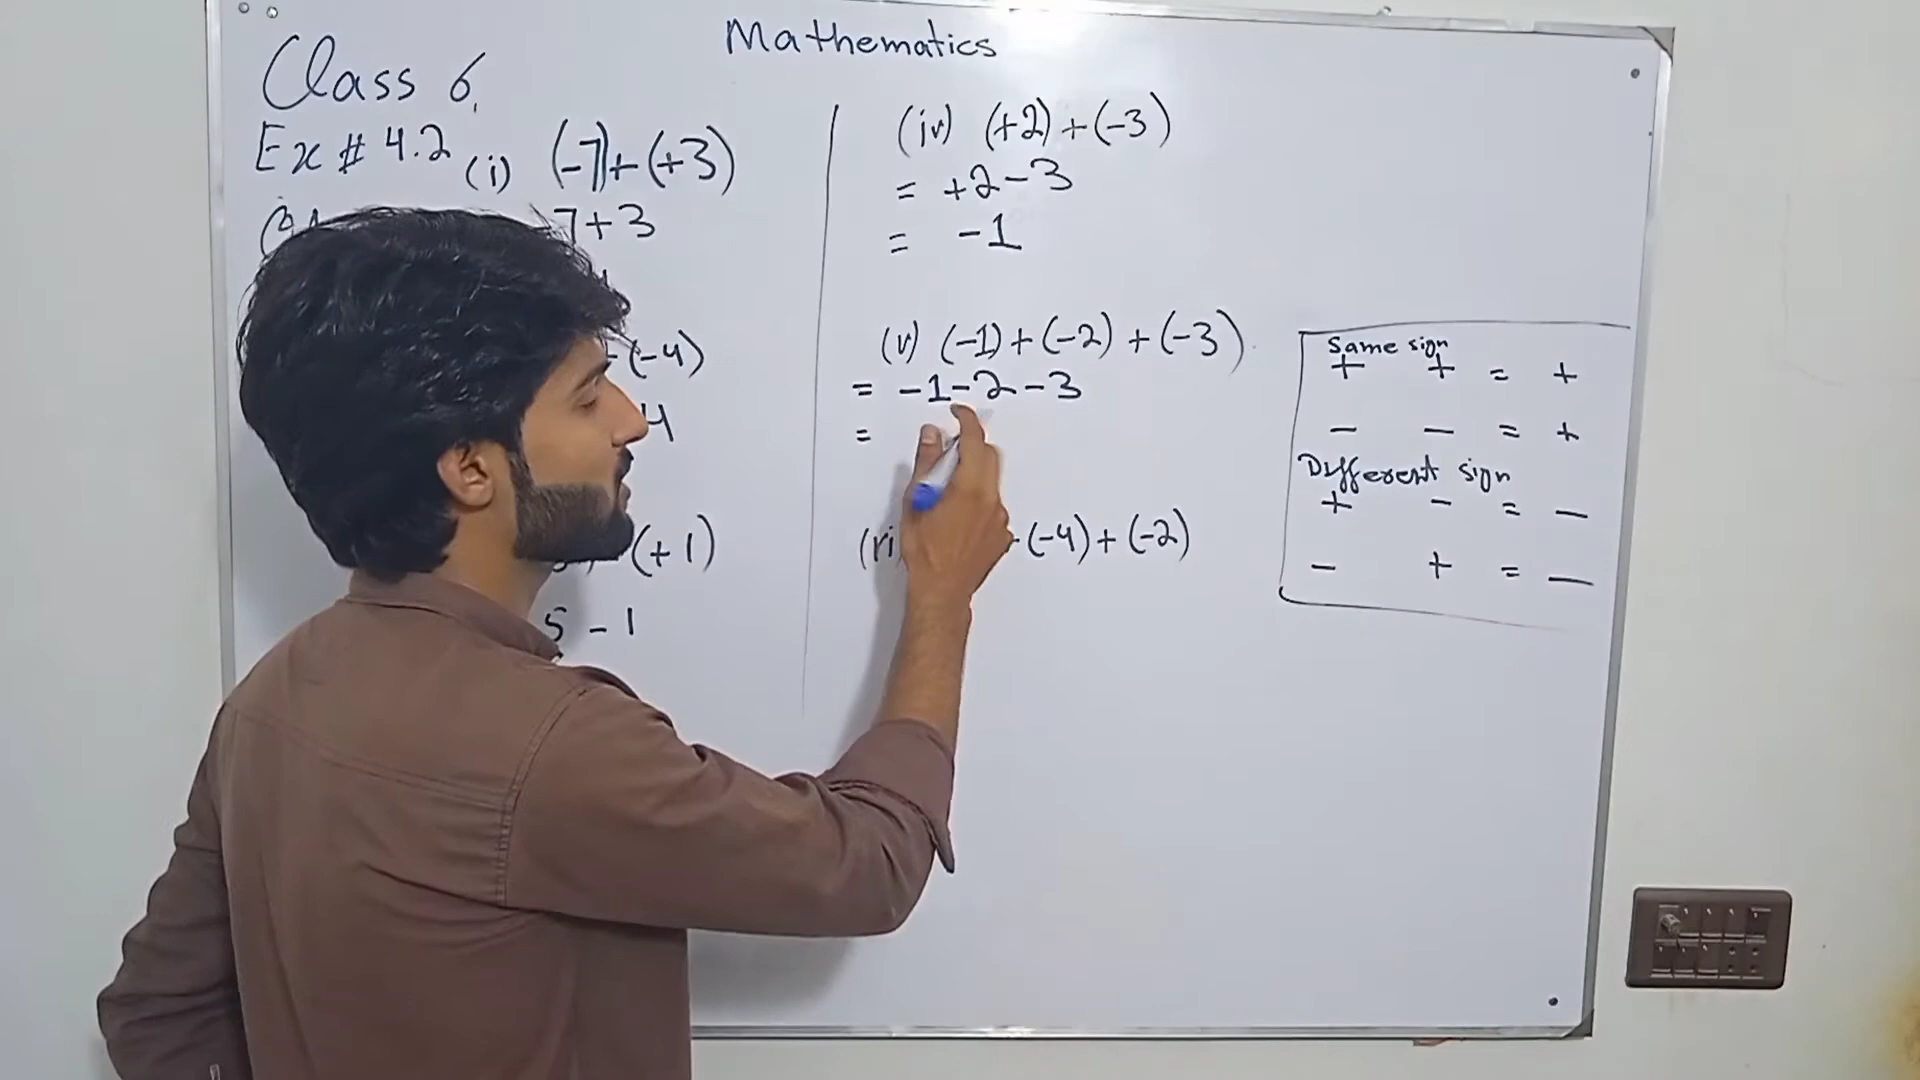 Mathematics
Class 6
Ex # 4.2 (i) (-7)+(+3)
7+3
(-4)
4
(+1)
5-1
(iv) (+2)+(-3)
= +2-3
= -1
(v) (-1)+(-2)+(-3)
= -1-2-3
=
(vi) (-4)+(-2)
Same sign
+ + = +
- - = +
Different sign
+ - = -
- + = -